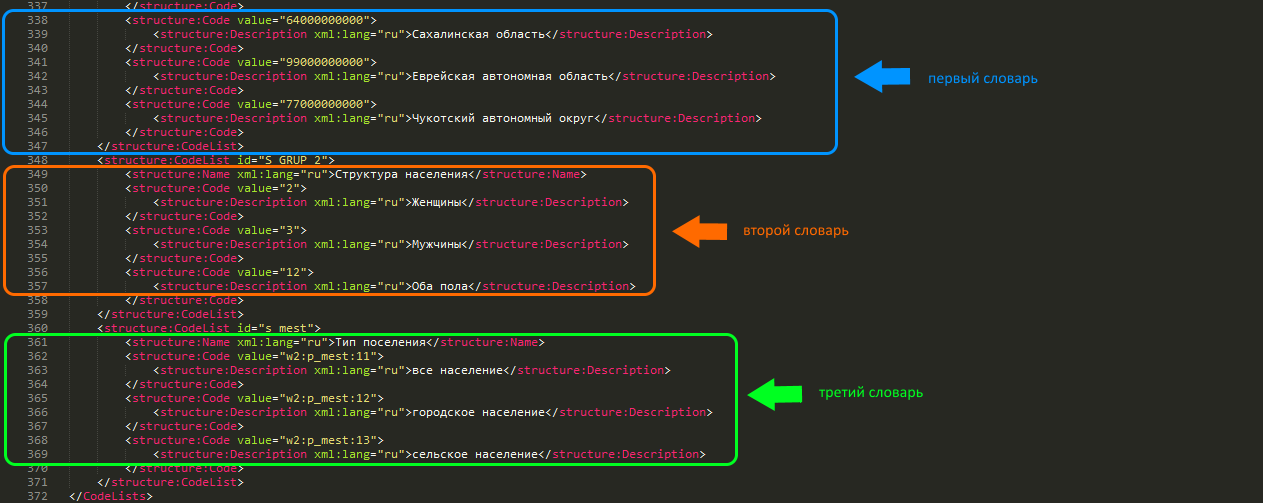 337 </structure:Code>
338 <structure:Code value="64000000000">
339 <structure:Description xml:lang="ru">Сахалинская область</structure:Description>
340 </structure:Code>
341 <structure:Code value="99000000000">
342 <structure:Description xml:lang="ru">Еврейская автономная область</structure:Description>
343 </structure:Code>
344 <structure:Code value="77000000000">
345 <structure:Description xml:lang="ru">Чукотский автономный округ</structure:Description>
346 </structure:Code>
347 </structure:CodeList>
первый словарь
348 <structure:CodeList id="S_GRUP_2">
349 <structure:Name xml:lang="ru">Структура населения</structure:Name>
350 <structure:Code value="2">
351 <structure:Description xml:lang="ru">Женщины</structure:Description>
352 </structure:Code>
353 <structure:Code value="3">
354 <structure:Description xml:lang="ru">Мужчины</structure:Description>
355 </structure:Code>
356 <structure:Code value="12">
357 <structure:Description xml:lang="ru">Оба пола</structure:Description>
второй словарь
358 </structure:Code>
359 </structure:CodeList>
360 <structure:CodeList id="s_mest">
361 <structure:Name xml:lang="ru">Тип поселения</structure:Name>
362 <structure:Code value="w2:p_mest:11">
363 <structure:Description xml:lang="ru">все население</structure:Description>
364 </structure:Code>
365 <structure:Code value="w2:p_mest:12">
366 <structure:Description xml:lang="ru">городское население</structure:Description>
367 </structure:Code>
368 <structure:Code value="w2:p_mest:13">
369 <structure:Description xml:lang="ru">сельское население</structure:Description>
третий словарь
370 </structure:Code>
371 </structure:CodeList>
372 </CodeLists>